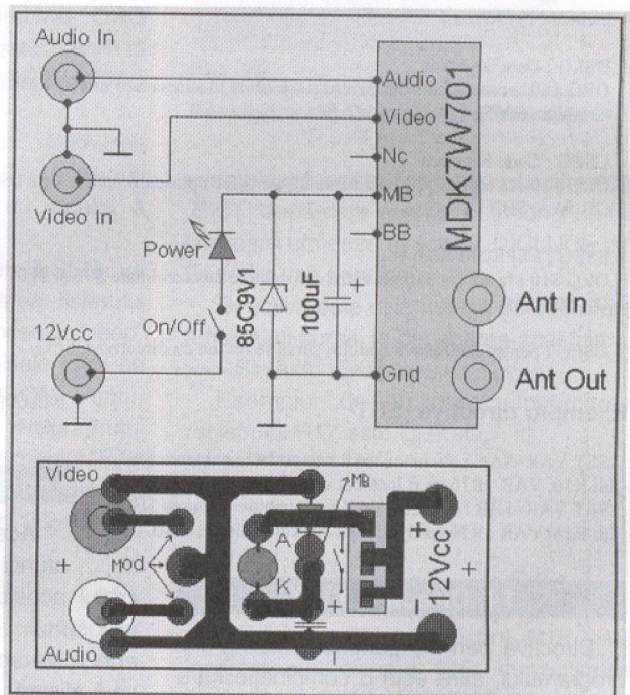 Audio In
Audio
Video
Nc
MB
BB
MDK7W701
Video In
Power
85C9V1
100uF
+
On/Off
12Vcc
Gnd
Ant In
Ant Out
Video
MB
A
Mod
K
+
+
+
-
12Vcc
+
-
Audio